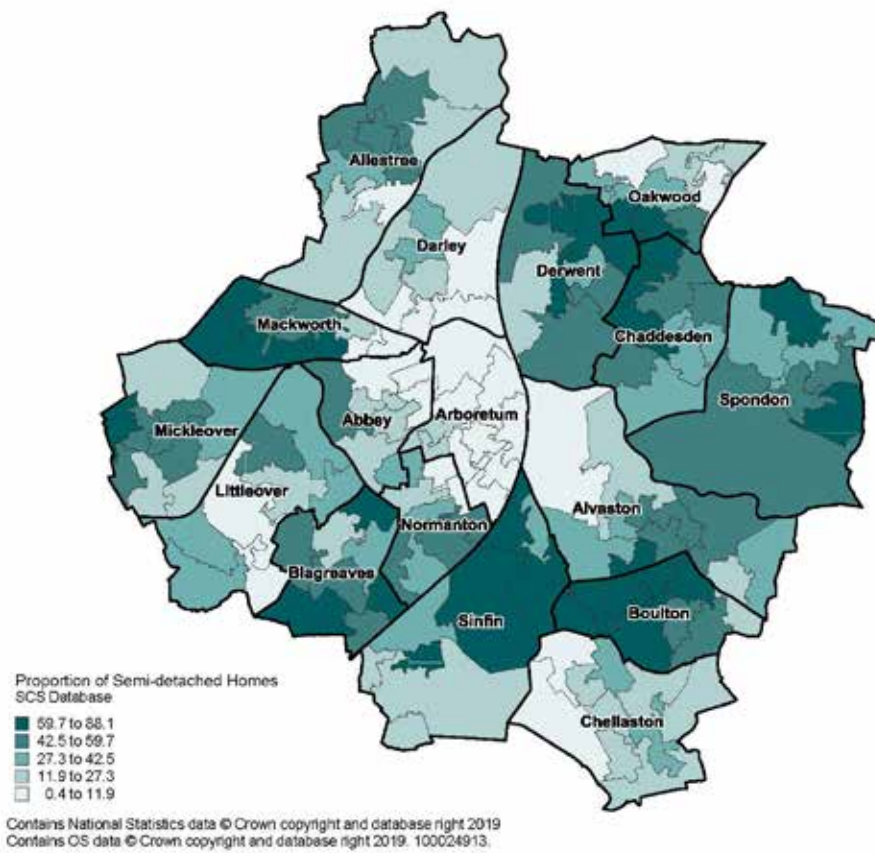 Allestree
Oakwood
Darley
Derwent
Mackworth
Chaddesden
Spondon
Abbey
Arboretum
Mickleover
Littleover
Alvaston
Normanton
Blagreaves
Boulton
Sinfin
Chellaston
Proportion of Semi-detached Homes
SCS Database
59.7 to 88.1
42.5 to 59.7
27.3 to 42.5
11.9 to 27.3
0.4 to 11.9
Contains National Statistics data © Crown copyright and database right 2019
Contains OS data © Crown copyright and database right 2019. 100024913.